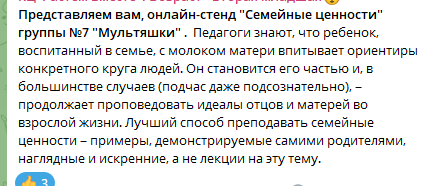 Представляем вам, онлайн-стенд "Семейные ценности"
группы №7 "Мультяшки" . Педагоги знают, что ребенок,
воспитанный в семье, с молоком матери впитывает ориентиры
конкретного круга людей. Он становится его частью и, в
большинстве случаев (подчас даже подсознательно), –
продолжает проповедовать идеалы отцов и матерей во
взрослой жизни. Лучший способ преподавать семейные
ценности – примеры, демонстрируемые самими родителями,
наглядные и искренние, а не лекции на эту тему.
3